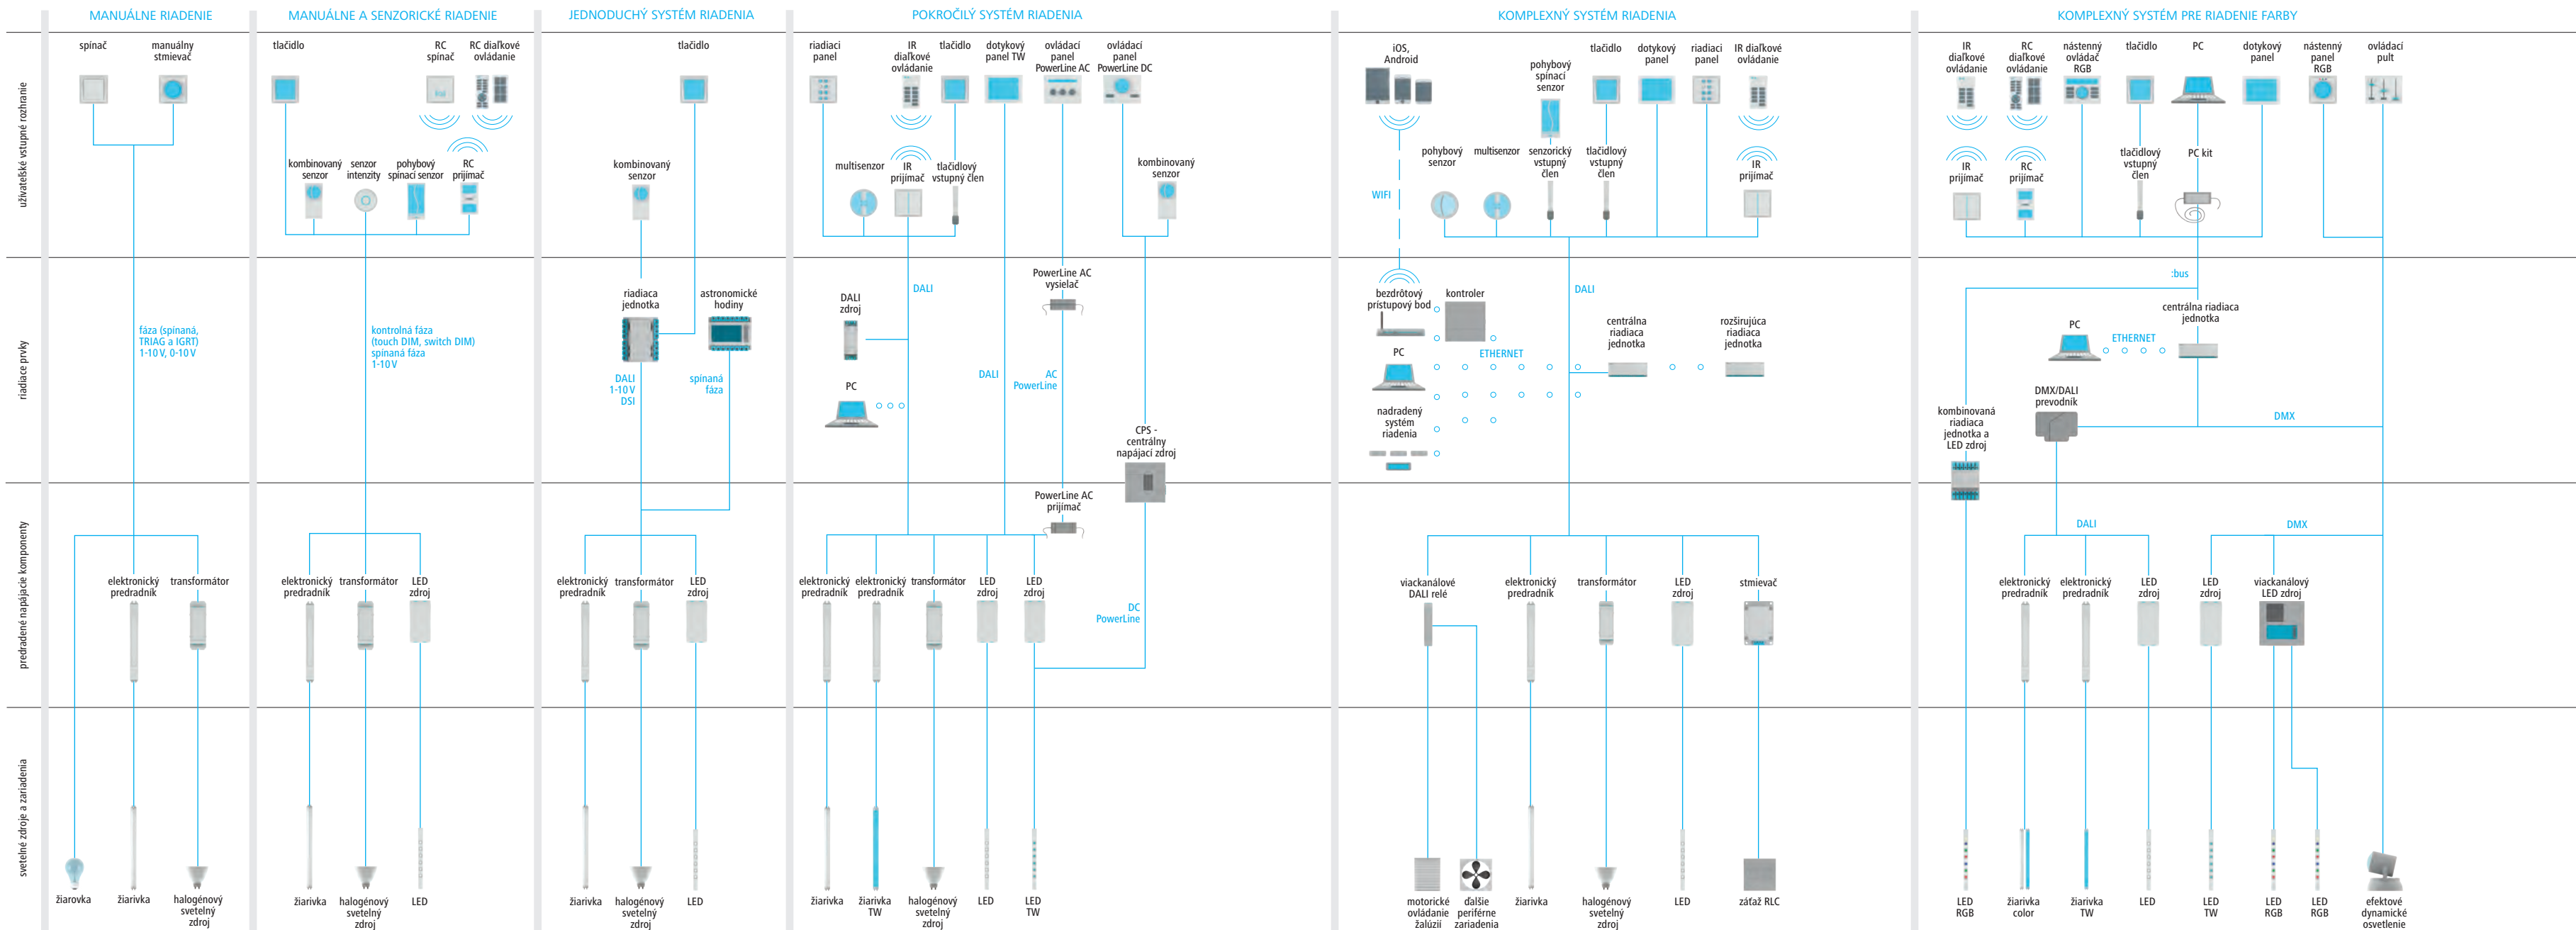 MANUÁLNE RIADENIE
MANUÁLNE A SENZORICKÉ RIADENIE
JEDNODUCHÝ SYSTÉM RIADENIA
POKROČILÝ SYSTÉM RIADENIA
KOMPLEXNÝ SYSTÉM RIADENIA
KOMPLEXNÝ SYSTÉM PRE RIADENIE FARBY
užívateľské vstupné rozhranie
riadiace prvky
predradené napájacie komponenty
svetelné zdroje a zariadenia
spínač
manuálny
stmievač
fáza (spínaná,
TRIAG a IGRT)
1-10 V, 0-10 V
elektronický
predradník
transformátor
žiarovka
žiarivka
halogénový
svetelný
zdroj
tlačidlo
RC
spínač
RC diaľkové
ovládanie
kombinovaný
senzor
senzor
intenzity
pohybový
spínací senzor
RC
prijímač
kontrolná fáza
(touch DIM, switch DIM)
spínaná fáza
1-10 V
elektronický
predradník
transformátor
LED
zdroj
žiarivka
halogénový
svetelný
zdroj
LED
tlačidlo
kombinovaný
senzor
riadiaca
jednotka
astronomické
hodiny
DALI
1-10 V
DSI
spínaná
fáza
elektronický
predradník
transformátor
LED
zdroj
žiarivka
halogénový
svetelný
zdroj
LED
riadiaci
panel
IR
diaľkové
ovládanie
tlačidlo
dotykový
panel TW
ovládací
panel
PowerLine AC
ovládací
panel
PowerLine DC
multisenzor
IR
prijímač
tlačidlový
vstupný člen
kombinovaný
senzor
DALI
DALI
zdroj
PC
DALI
PowerLine AC
vysielač
AC
PowerLine
CPS -
centrálny
napájací zdroj
PowerLine AC
prijímač
elektronický
predradník
elektronický
predradník
transformátor
LED
zdroj
LED
zdroj
DC
PowerLine
žiarivka
žiarivka
TW
halogénový
svetelný
zdroj
LED
LED
TW
iOS,
Android
pohybový
spínací
senzor
tlačidlo
dotykový
panel
riadiaci
panel
IR diaľkové
ovládanie
pohybový
senzor
multisenzor
senzorický
vstupný
člen
tlačidlový
vstupný
člen
IR
prijímač
WIFI
DALI
bezdrôtový
prístupový bod
kontroler
PC
ETHERNET
centrálna
riadiaca
jednotka
rozširujúca
riadiaca
jednotka
nadradený
systém
riadenia
viackanálové
DALI relé
elektronický
predradník
transformátor
LED
zdroj
stmievač
motorické
ovládanie
žalúzií
ďalšie
periférne
zariadenia
žiarivka
halogénový
svetelný
zdroj
LED
záťaž RLC
IR
diaľkové
ovládanie
RC
diaľkové
ovládanie
nástenný
ovládač
RGB
tlačidlo
PC
dotykový
panel
nástenný
panel
RGB
ovládací
pult
IR
prijímač
RC
prijímač
tlačidlový
vstupný
člen
PC kit
:bus
centrálna riadiaca
jednotka
PC
ETHERNET
DMX/DALI
prevodník
DMX
kombinovaná
riadiaca
jednotka a
LED zdroj
DALI
DMX
elektronický
predradník
elektronický
predradník
LED
zdroj
LED
zdroj
viackanálový
LED zdroj
LED
RGB
žiarivka
color
žiarivka
TW
LED
LED
TW
LED
RGB
LED
RGB
efektové
dynamické
osvetlenie